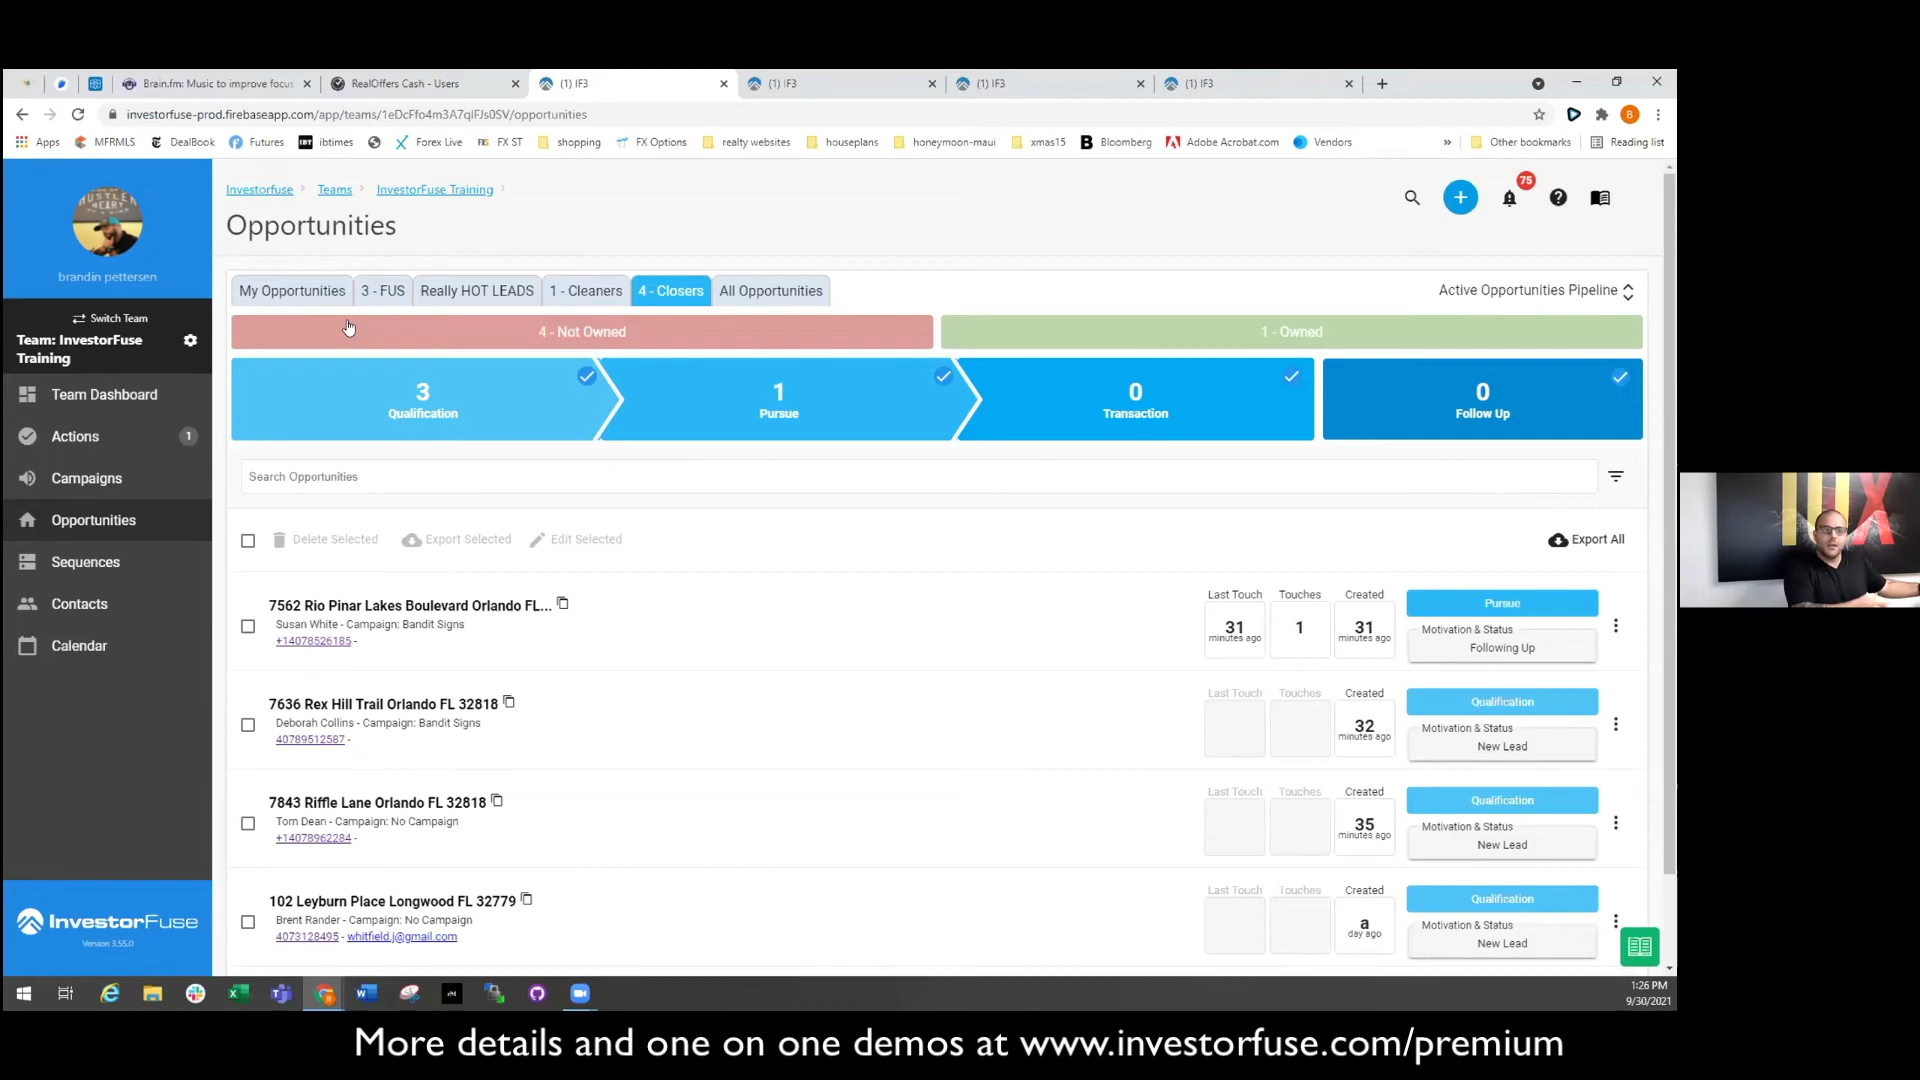 Brain.fm: Music to improve focus
RealOffers Cash - Users
(1) IF3
(1) IF3
(1) IF3
(1) IF3
investorfuse-prod.firebaseapp.com/app/teams/1eDcFfo4m3A7qIFJs0SV/opportunities
B
Apps
MFRMLS
DealBook
Futures
ibtimes
Forex Live
FX ST
shopping
FX Options
realty websites
houseplans
honeymoon-maui
xmas15
Bloomberg
Adobe Acrobat.com
Vendors
»
Other bookmarks
Reading list
brandin pettersen
Switch Team
Team: InvestorFuse
Training
Team Dashboard
Actions 1
Campaigns
Opportunities
Sequences
Contacts
Calendar
InvestorFuse
Version 3.55.0
Investorfuse > Teams > InvestorFuse Training >
75
Opportunities
My Opportunities
3 - FUS
Really HOT LEADS
1 - Cleaners
4 - Closers
All Opportunities
Active Opportunities Pipeline
4 - Not Owned
1 - Owned
3
Qualification
1
Pursue
0
Transaction
0
Follow Up
Search Opportunities
Delete Selected
Export Selected
Edit Selected
Export All
7562 Rio Pinar Lakes Boulevard Orlando FL...
Susan White - Campaign: Bandit Signs
+14078526185 -
Last Touch Touches Created
31 1 31
minutes ago minutes ago
Pursue
Motivation & Status
Following Up
7636 Rex Hill Trail Orlando FL 32818
Deborah Collins - Campaign: Bandit Signs
40789512587 -
Last Touch Touches Created
32
minutes ago
Qualification
Motivation & Status
New Lead
7843 Riffle Lane Orlando FL 32818
Tom Dean - Campaign: No Campaign
+14078962284 -
Last Touch Touches Created
35
minutes ago
Qualification
Motivation & Status
New Lead
102 Leyburn Place Longwood FL 32779
Brent Rander - Campaign: No Campaign
4073128495 - whitfield.j@gmail.com
Last Touch Touches Created
a
day ago
Qualification
Motivation & Status
New Lead
1:26 PM
9/30/2021
More details and one on one demos at www.investorfuse.com/premium